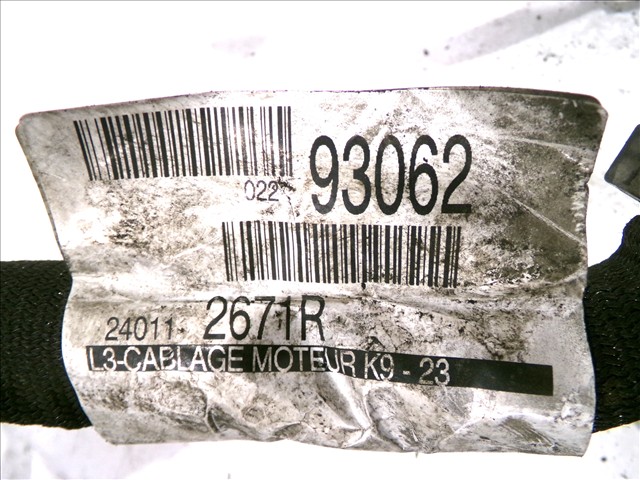 022 93062
24011- 2671R
L3-CABLAGE MOTEUR K9 - 23